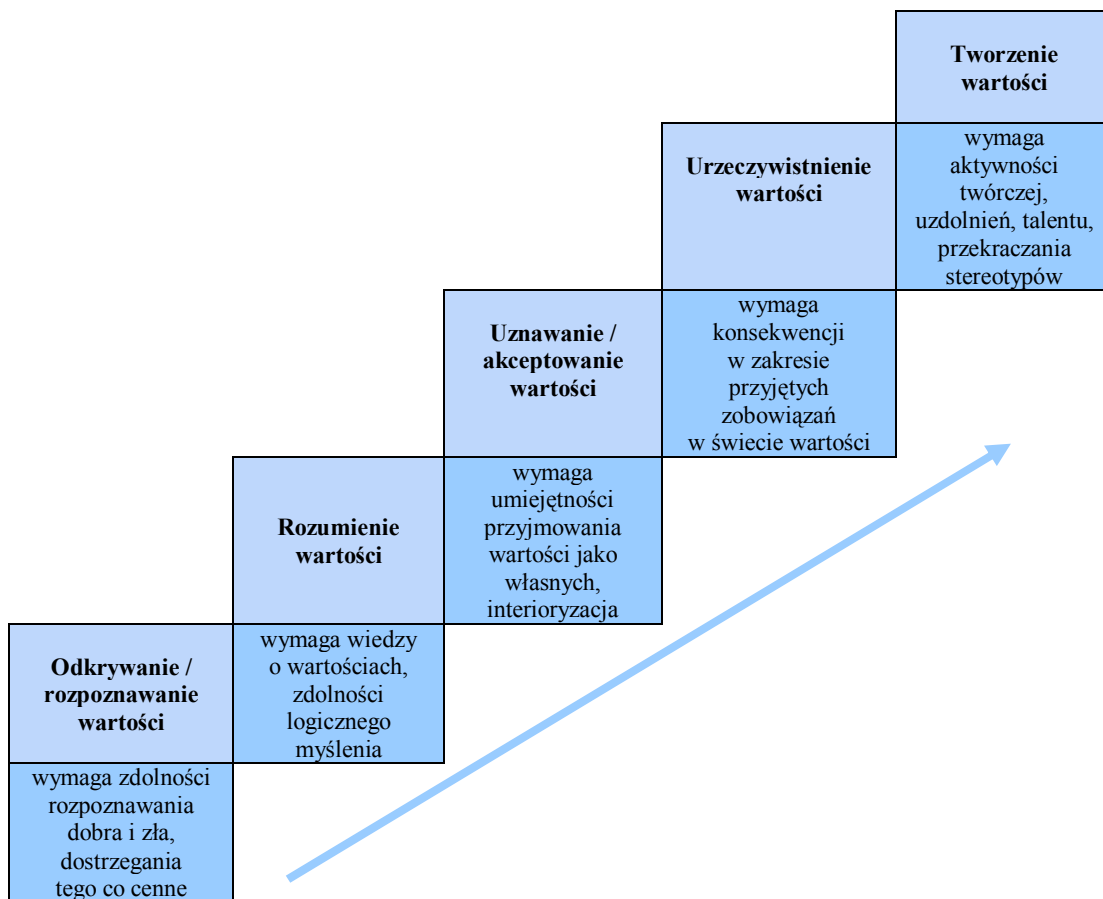 Tworzenie
wartości
wymaga
aktywności
twórczej,
uzdolnień, talentu,
przekraczania
stereotypów
Urzeczywistnienie
wartości
wymaga
konsekwencji
w zakresie
przyjętych
zobowiązań
w świecie wartości
Uznawanie /
akceptowanie
wartości
wymaga
umiejętności
przyjmowania
wartości jako
własnych,
interioryzacja
Rozumienie
wartości
wymaga wiedzy
o wartościach,
zdolności
logicznego
myślenia
Odkrywanie /
rozpoznawanie
wartości
wymaga zdolności
rozpoznawania
dobra i zła,
dostrzegania
tego co cenne